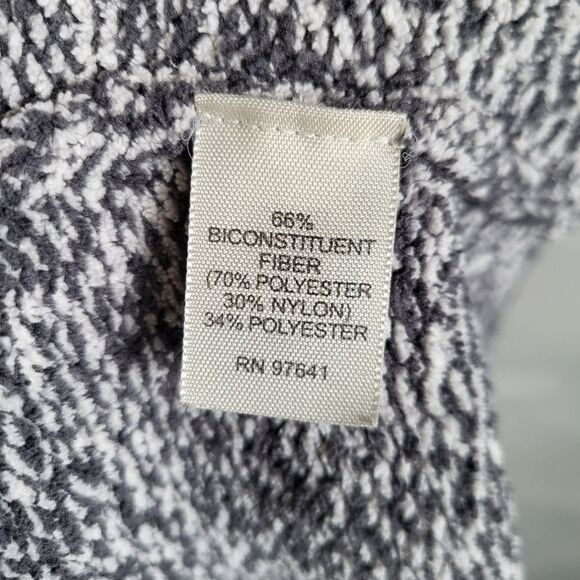 66%
BICONSTITUENT
FIBER
(70% POLYESTER
30% NYLON)
34% POLYESTER
RN 97641